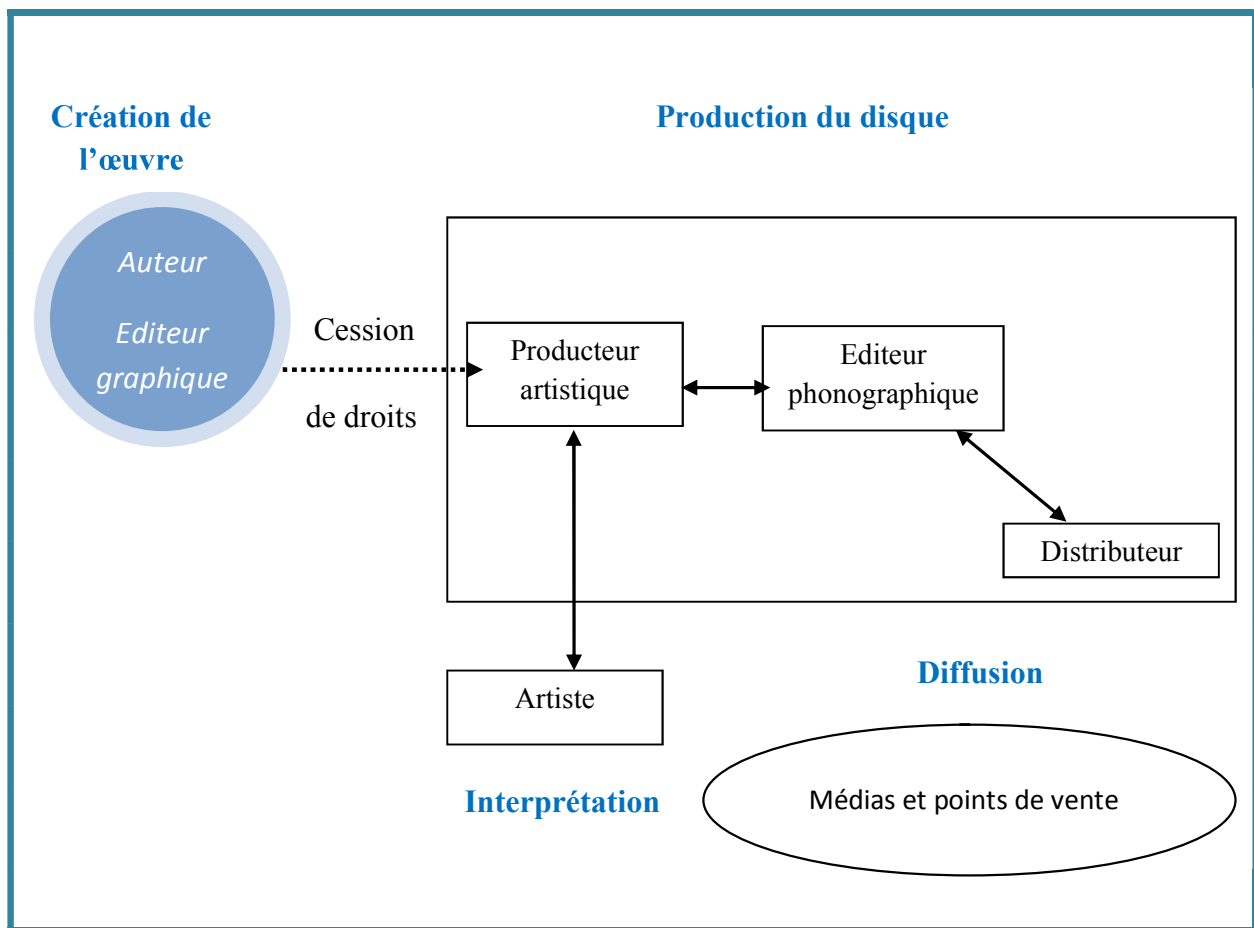 Création de
l’œuvre
Production du disque
Auteur
Editeur
graphique
Cession
de droits
Producteur
artistique
Editeur
phonographique
Distributeur
Artiste
Interprétation
Diffusion
Médias et points de vente